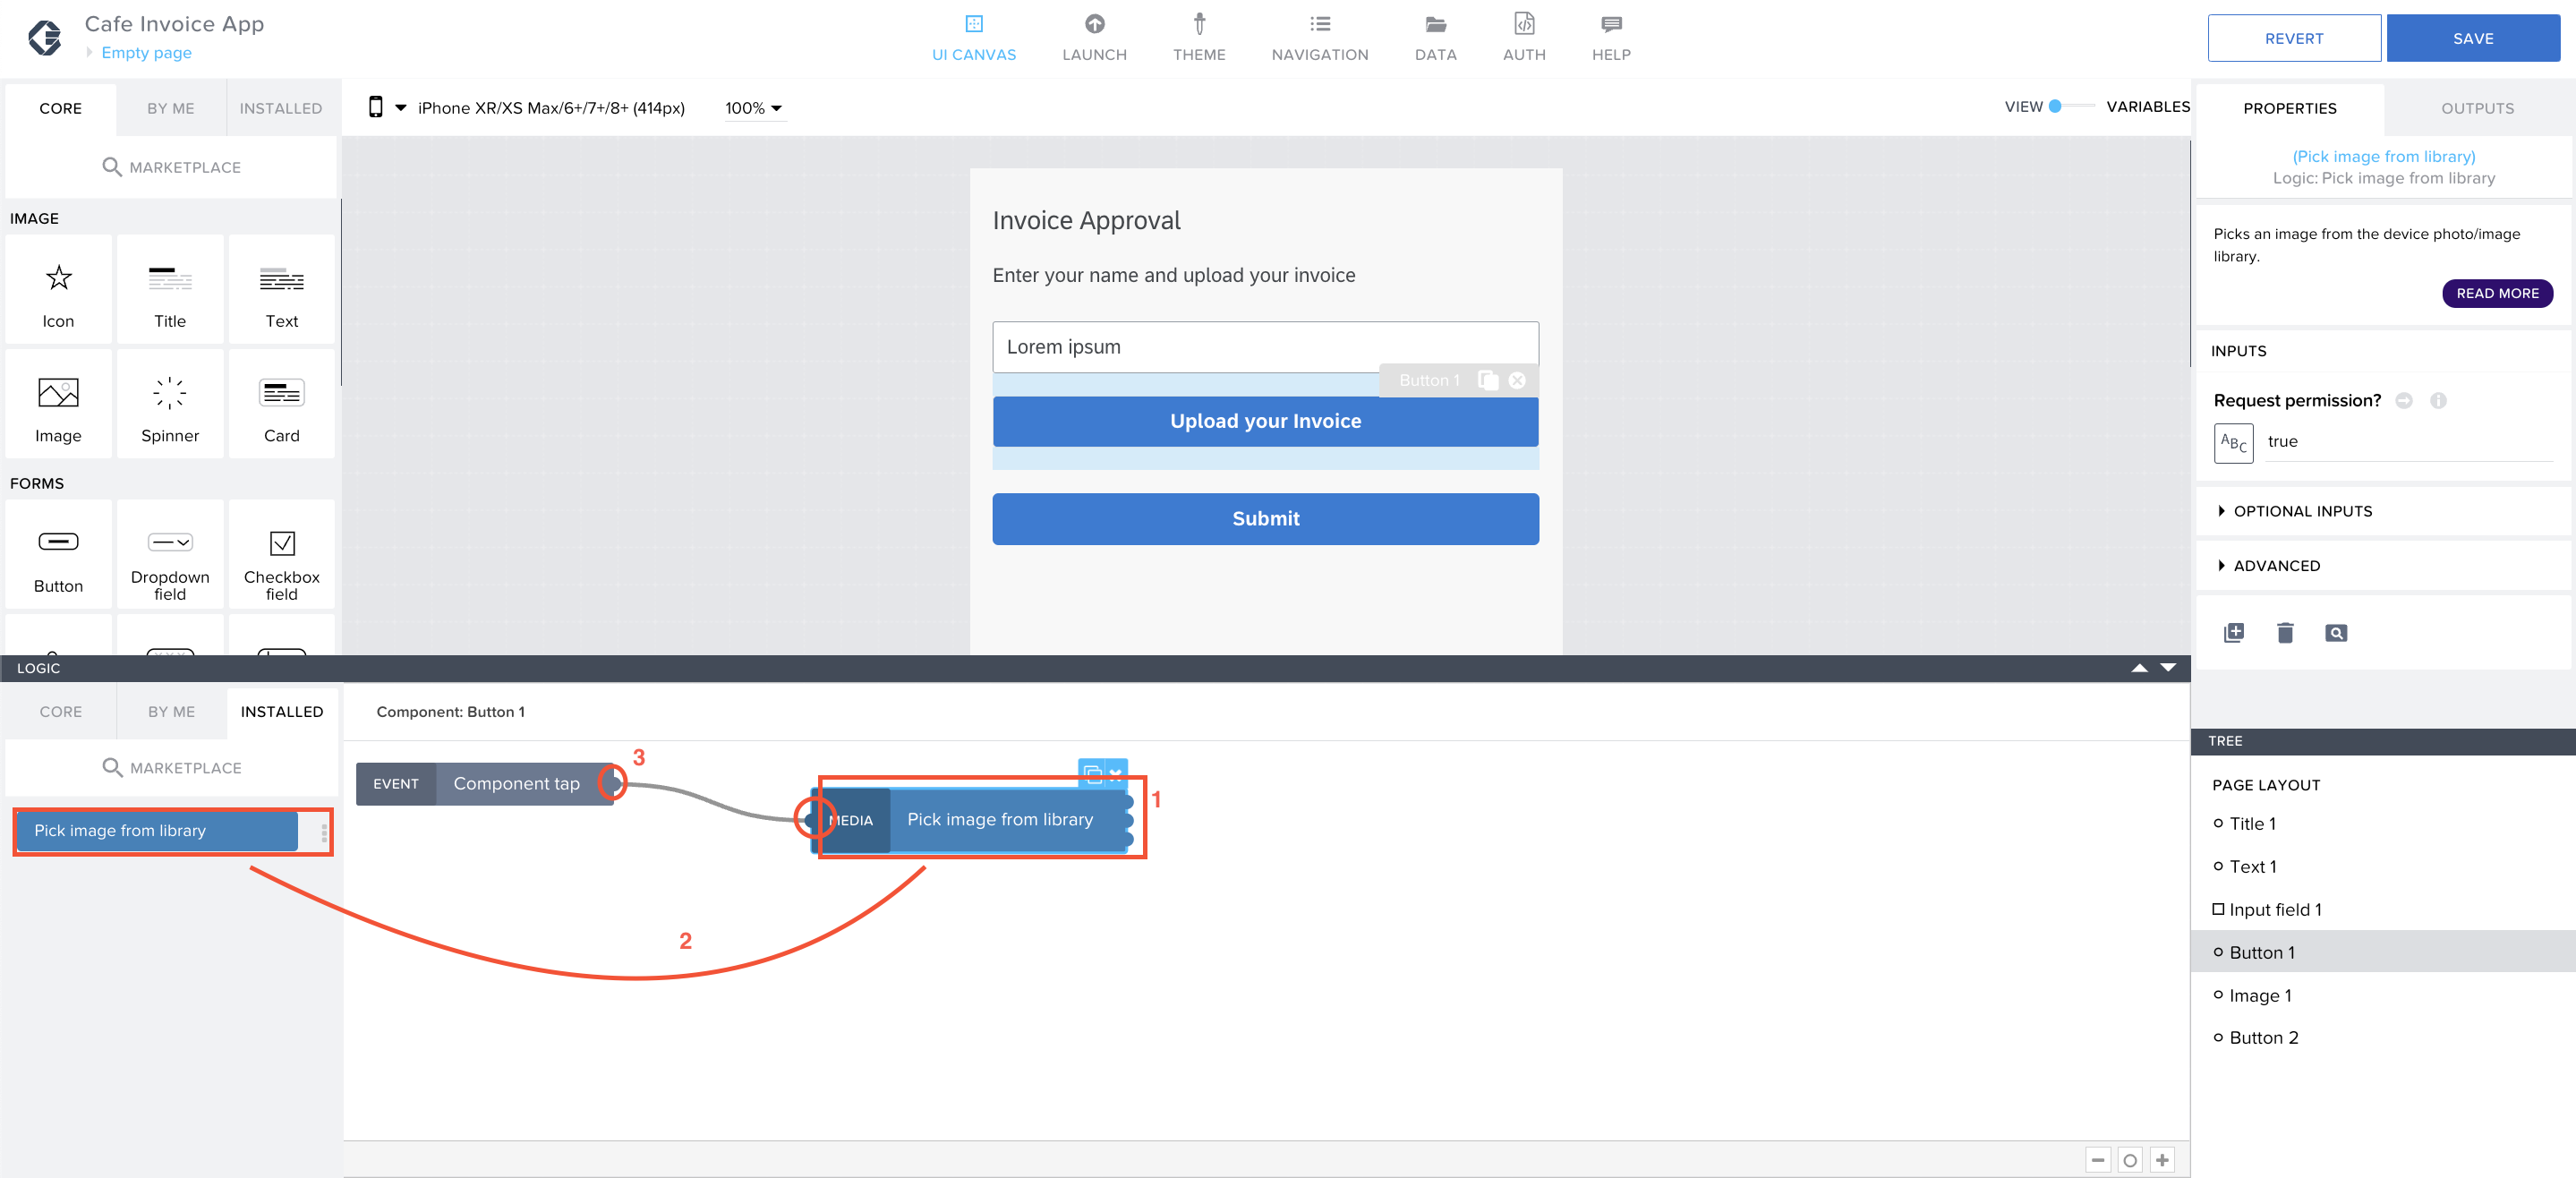 Cafe Invoice App
Empty page
UI CANVAS
LAUNCH
THEME
NAVIGATION
DATA
AUTH
HELP
REVERT
SAVE
CORE
BY ME
INSTALLED
MARKETPLACE
IMAGE
Icon
Title
Text
Image
Spinner
Card
FORMS
Button
Dropdown
field
Checkbox
field
iPhone XR/XS Max/6+/7+/8+ (414px)
100%
VIEW
VARIABLES
Invoice Approval
Enter your name and upload your invoice
Lorem ipsum
Button 1
Upload your Invoice
Submit
PROPERTIES
OUTPUTS
(Pick image from library)
Logic: Pick image from library
Picks an image from the device photo/image
library.
READ MORE
INPUTS
Request permission?
ABC
true
OPTIONAL INPUTS
ADVANCED
LOGIC
CORE
BY ME
INSTALLED
MARKETPLACE
Pick image from library
Component: Button 1
EVENT
Component tap
3
MEDIA
Pick image from library
1
2
TREE
PAGE LAYOUT
Title 1
Text 1
Input field 1
Button 1
Image 1
Button 2